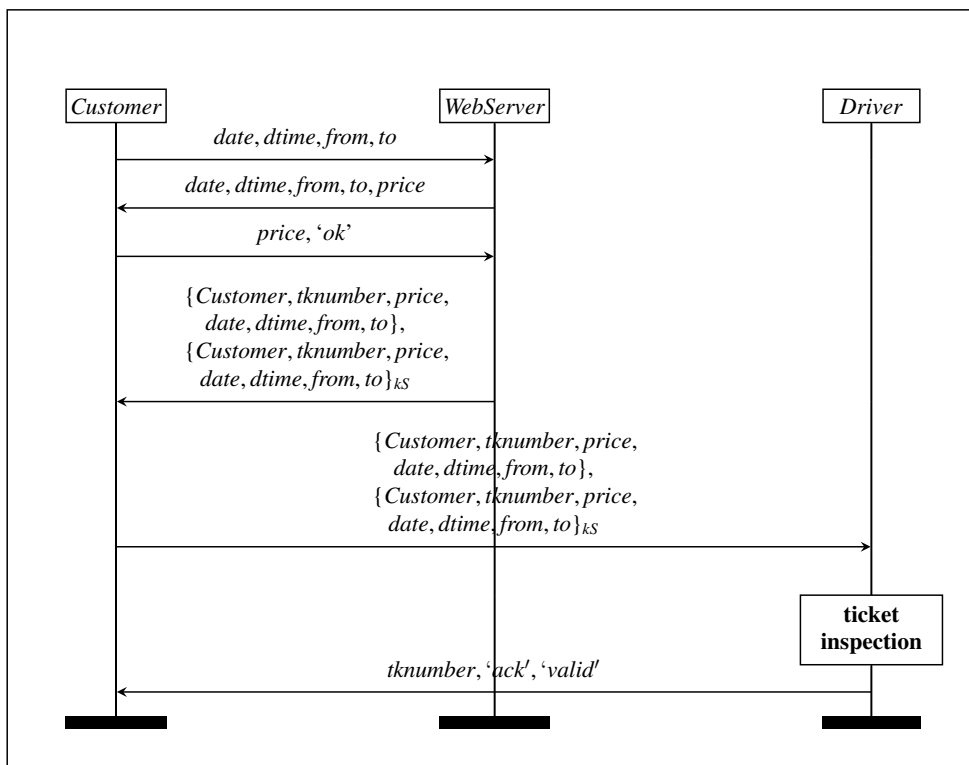 Customer WebServer Driver
date, dtime, from, to
date, dtime, from, to, price
price, ‘ok’
{Customer, tknumber, price,
date, dtime, from, to},
{Customer, tknumber, price,
date, dtime, from, to}kS
{Customer, tknumber, price,
date, dtime, from, to},
{Customer, tknumber, price,
date, dtime, from, to}kS
ticket
inspection
tknumber, ‘ack′, ‘valid′